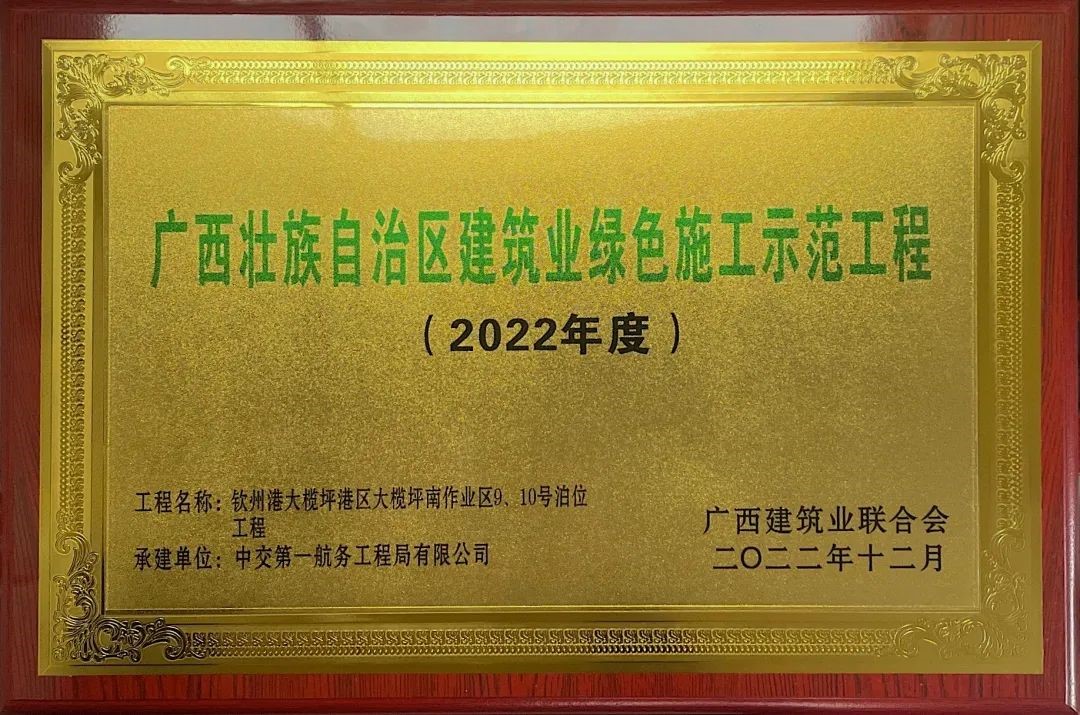 广西壮族自治区建筑业绿色施工示范工程
（2022年度）
工程名称：钦州港大榄坪港区大榄坪南作业区9、10号泊位
工程
承建单位：中交第一航务工程局有限公司
广西建筑业联合会
二〇二二年十二月